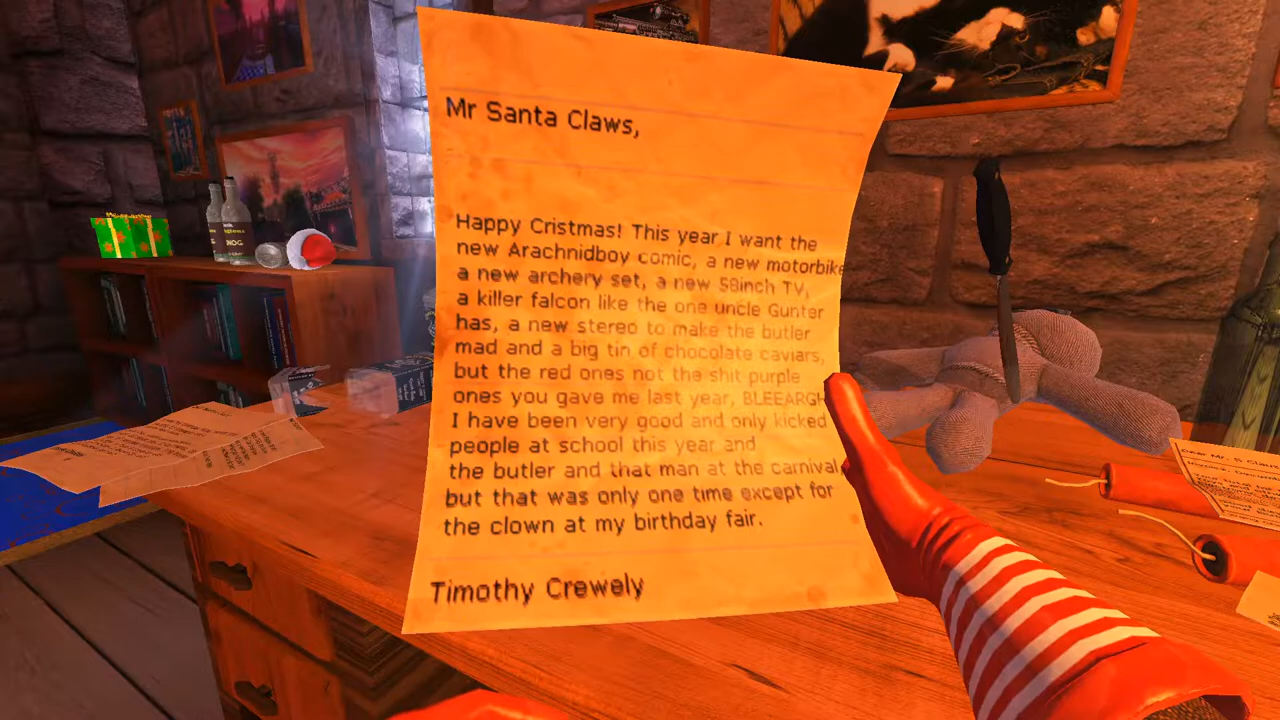 Mr Santa Claws,
Happy Cristmas! This year I want the
new Arachnidboy comic, a new motorbike
a new archery set, a new 58inch TV,
a killer falcon like the one uncle Gunter
has, a new stereo to make the butler
mad and a big tin of chocolate caviars,
but the red ones not the shit purple
ones you gave me last year, BLEEARGH
I have been very good and only kicked
people at school this year and
the butler and that man at the carnival
but that was only one time except for
the clown at my birthday fair.
Timothy Crewely
NOG
Dear Mr. S Claus